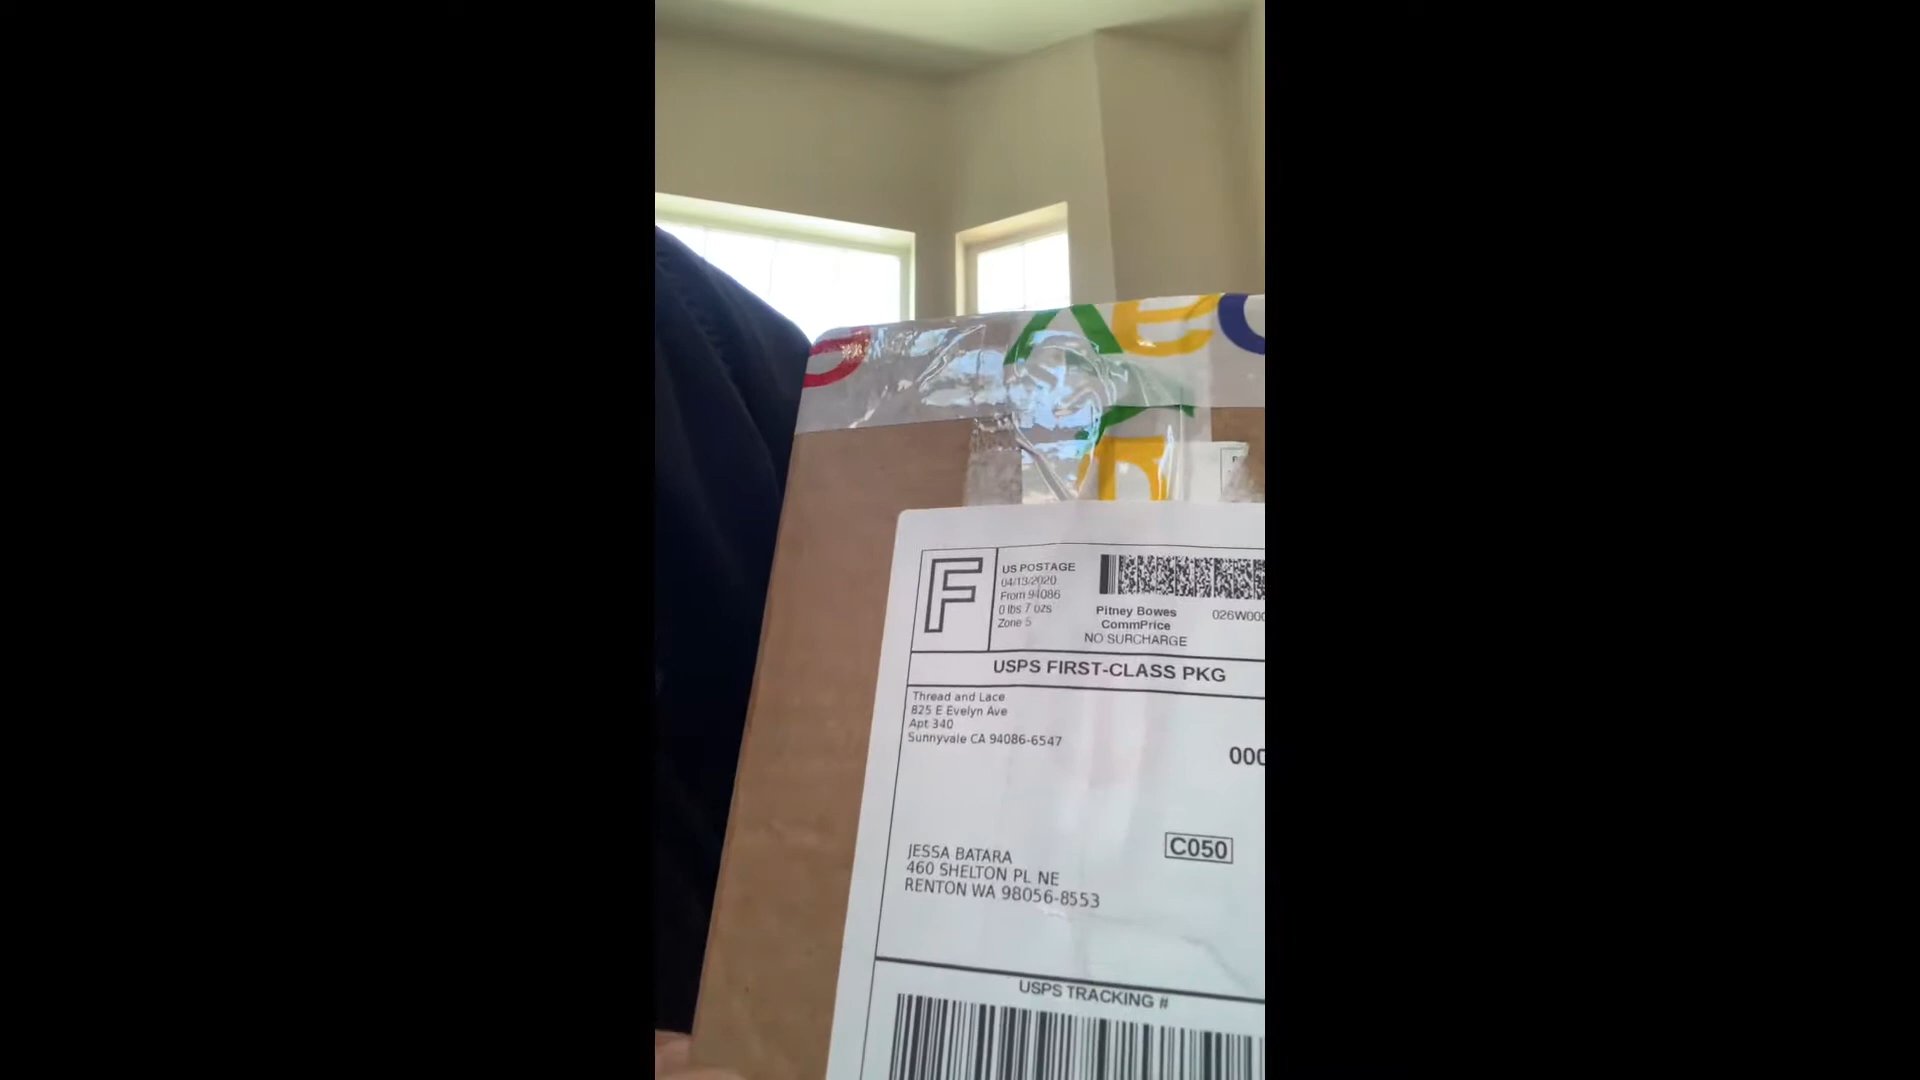 F
US POSTAGE
04/13/2020
From 94086
0 lbs 7 ozs
Zone 5
Pitney Bowes
CommPrice
NO SURCHARGE
026W000
USPS FIRST-CLASS PKG
Thread and Lace
825 E Evelyn Ave
Apt 340
Sunnyvale CA 94086-6547
000
C050
JESSA BATARA
460 SHELTON PL NE
RENTON WA 98056-8553
USPS TRACKING #